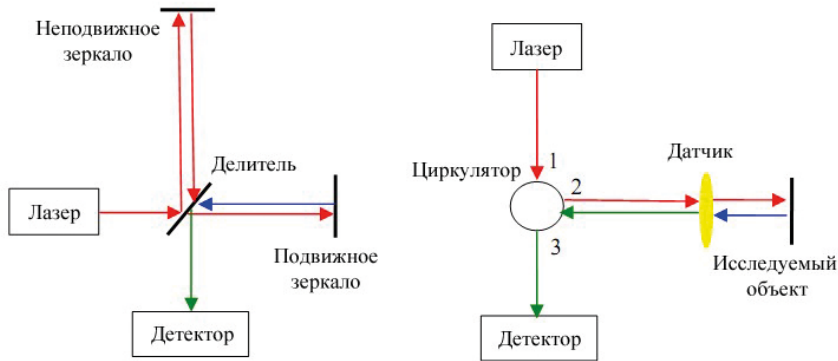 Неподвижное
зеркало
Делитель
Лазер
Подвижное
зеркало
Детектор
Лазер
1
Циркулятор
2
Датчик
3
Исследуемый
объект
Детектор